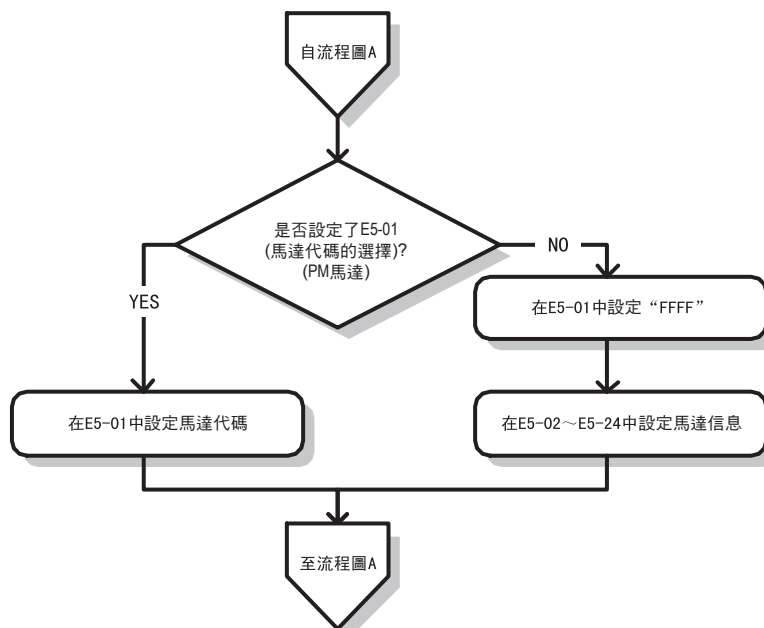 自流程圖A
是否設定了E5-01
(馬達代碼的選擇)?
(PM馬達)
NO
YES
在E5-01中設定“FFFF”
在E5-01中設定馬達代碼
在E5-02～E5-24中設定馬達信息
至流程圖A